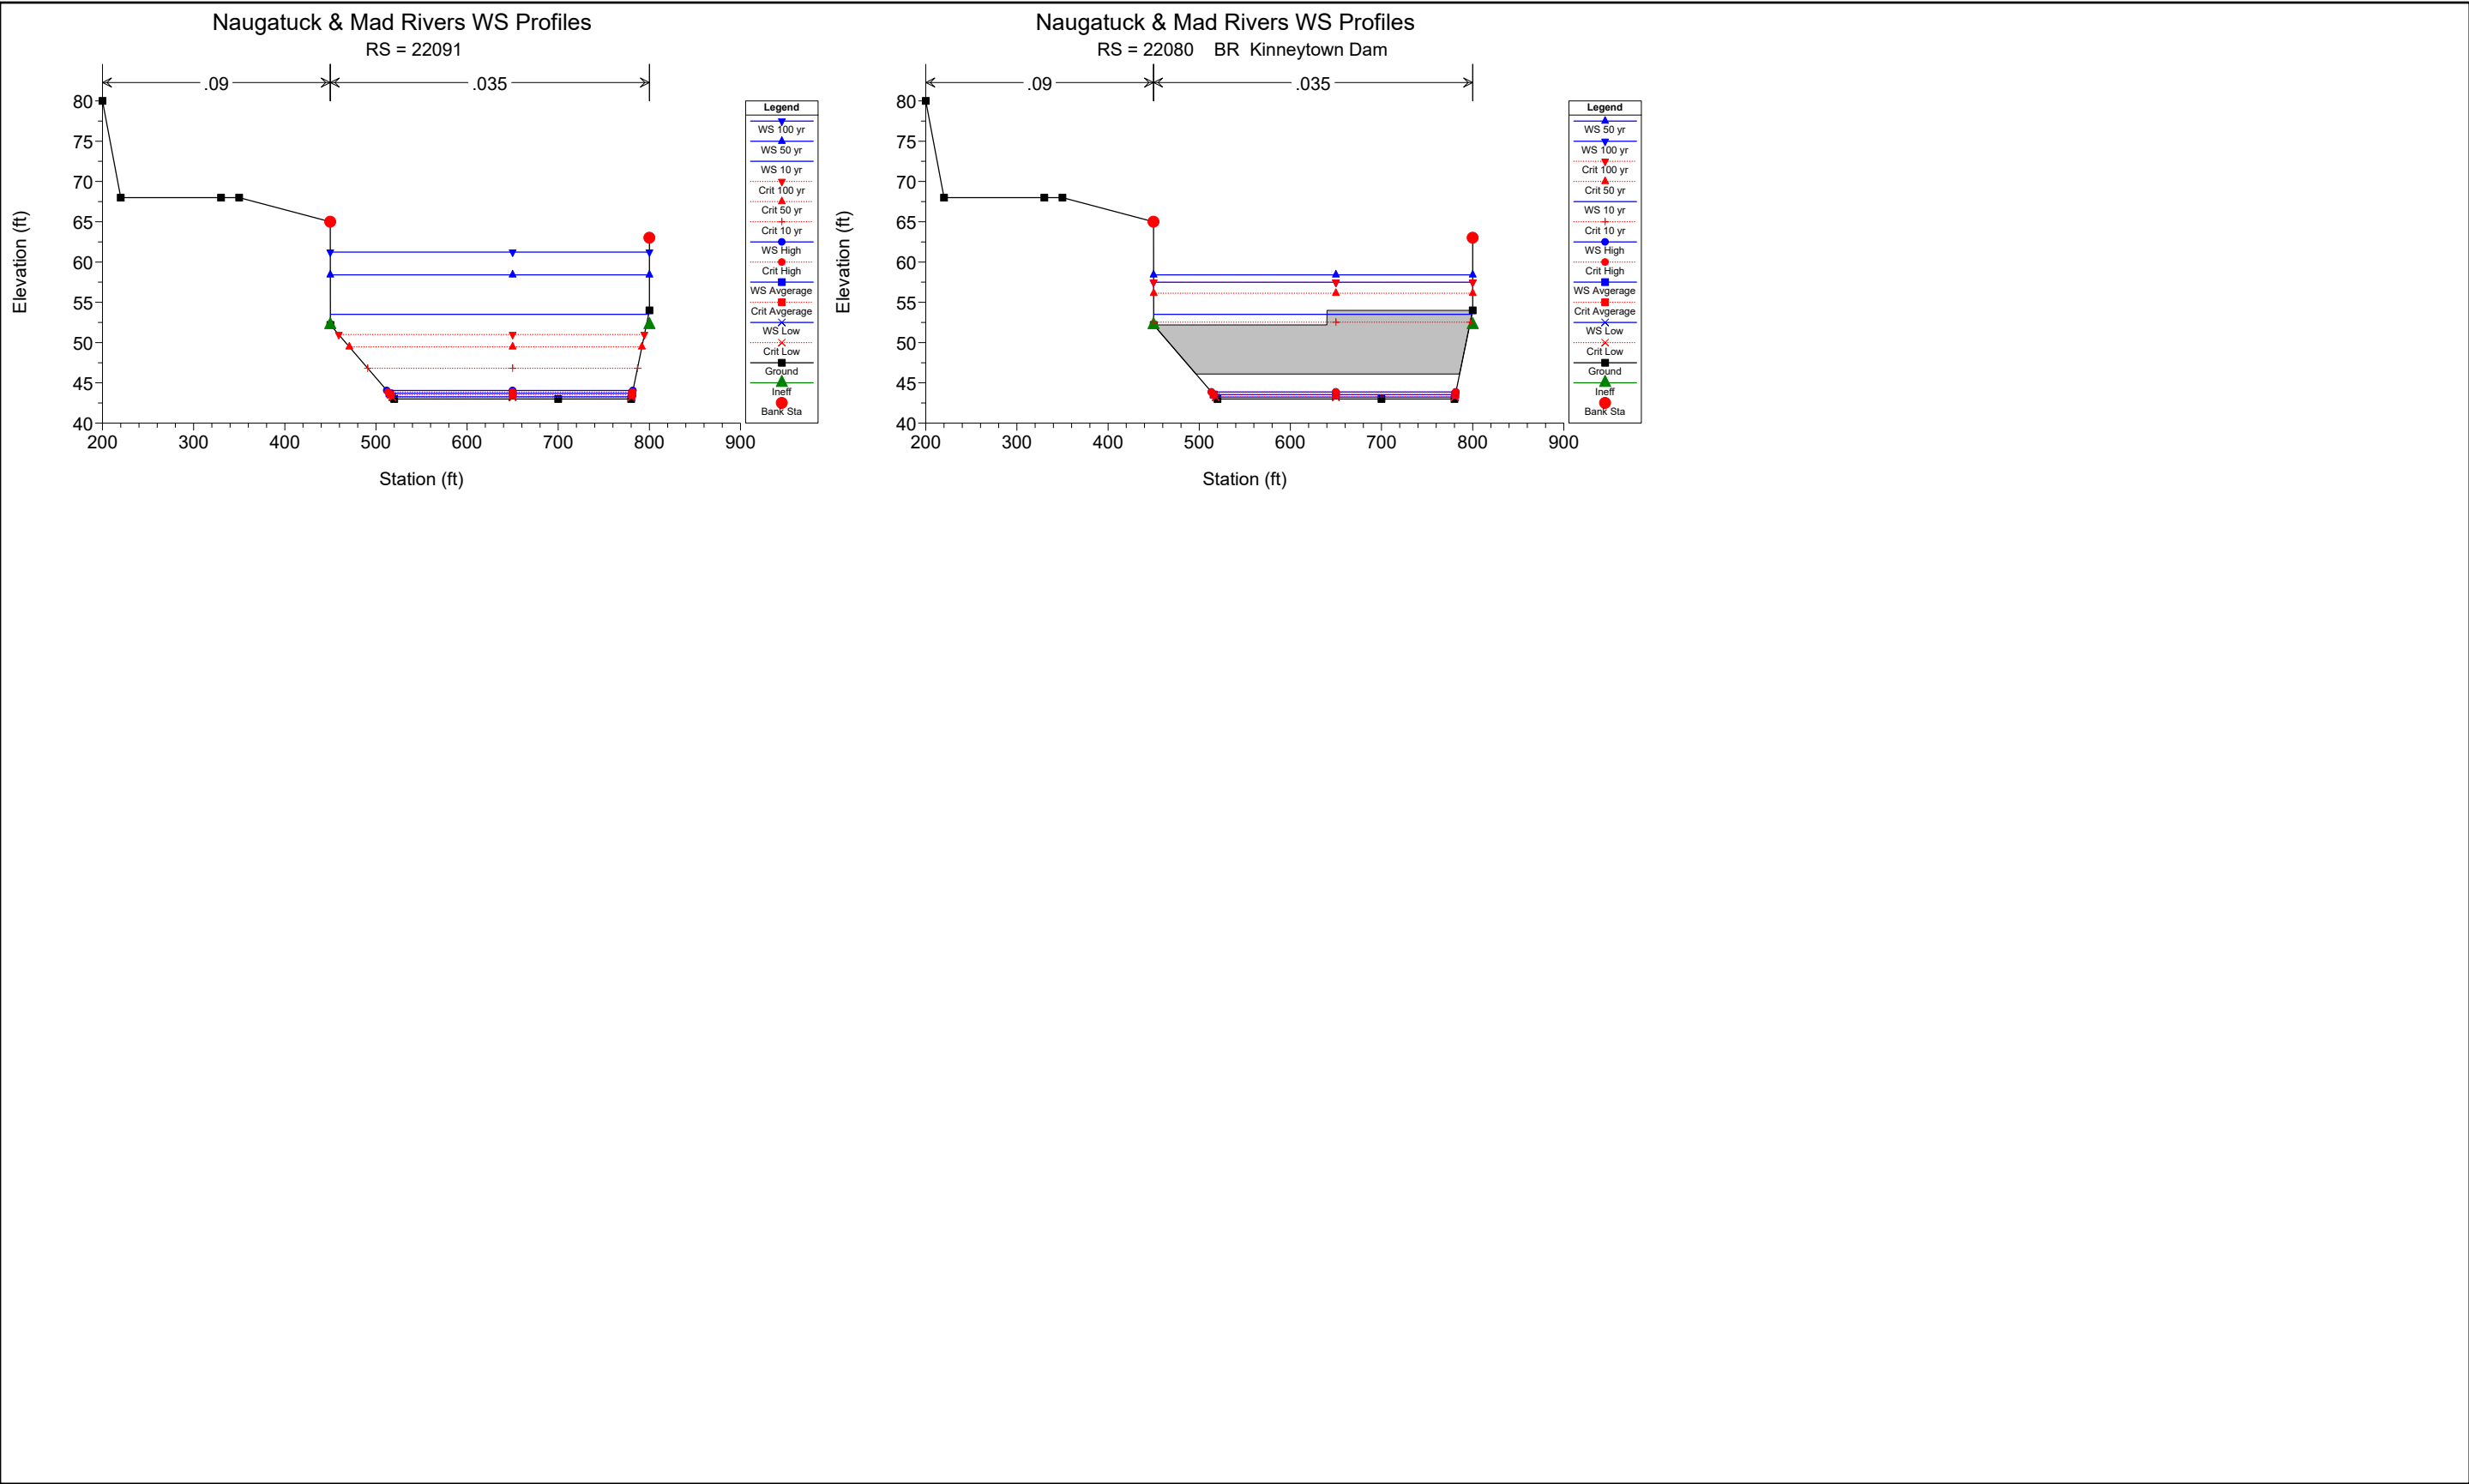 Naugatuck & Mad Rivers WS Profiles
RS = 22091
.09
.035
80
75
70
65
60
55
50
45
40
200
300
400
500
600
700
800
900
Station (ft)
Elevation (ft)
Legend
WS 100 yr
WS 50 yr
WS 10 yr
Crit 100 yr
Crit 50 yr
Crit 10 yr
WS High
Crit High
WS Avgerage
Crit Avgerage
WS Low
Crit Low
Ground
Ineff
Bank Sta
Naugatuck & Mad Rivers WS Profiles
RS = 22080 BR Kinneytown Dam
.09
.035
80
75
70
65
60
55
50
45
40
200
300
400
500
600
700
800
900
Station (ft)
Elevation (ft)
Legend
WS 50 yr
WS 100 yr
Crit 100 yr
Crit 50 yr
WS 10 yr
Crit 10 yr
WS High
Crit High
WS Avgerage
Crit Avgerage
WS Low
Crit Low
Ground
Ineff
Bank Sta